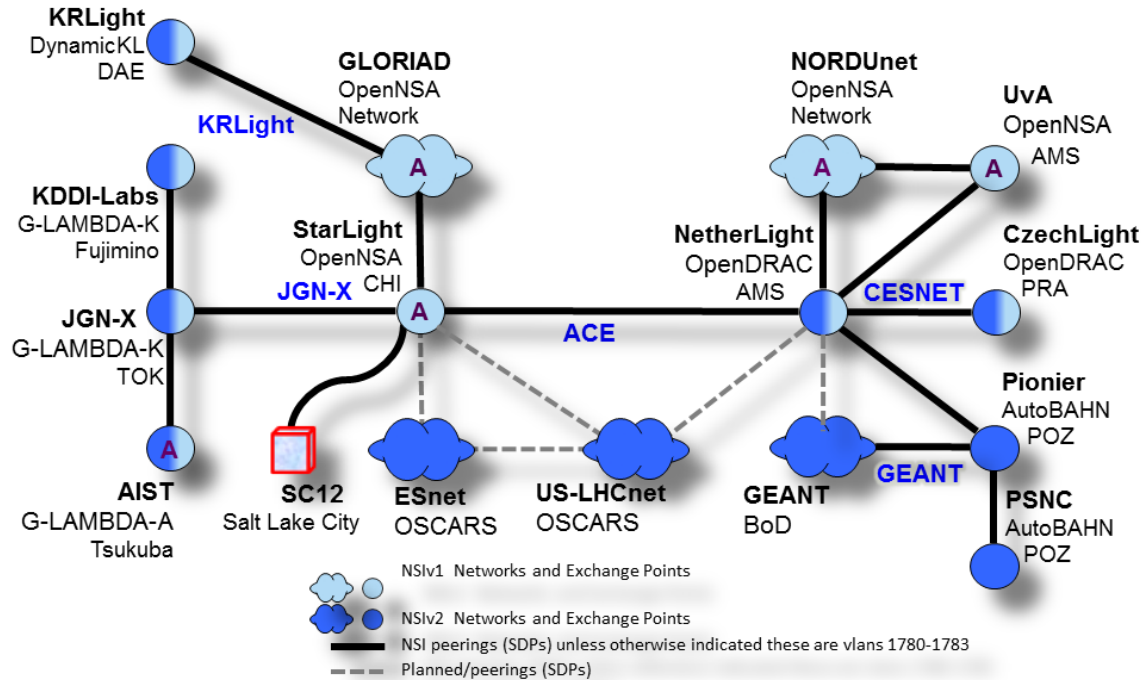 KRLight
DynamicKL
DAE
GLORIAD
OpenNSA
Network
NORDUnet
OpenNSA
Network
UvA
OpenNSA
AMS
KRLight
A
A
A
KDDI-Labs
G-LAMBDA-K
Fujimino
StarLight
OpenNSA
CHI
NetherLight
OpenDRAC
AMS
CzechLight
OpenDRAC
PRA
JGN-X
CESNET
A
ACE
JGN-X
G-LAMBDA-K
TOK
Pionier
AutoBAHN
POZ
A
GEANT
AIST
G-LAMBDA-A
Tsukuba
SC12
Salt Lake City
ESnet
OSCARS
US-LHCnet
OSCARS
GEANT
BoD
PSNC
AutoBAHN
POZ
NSIv1 Networks and Exchange Points
NSIv2 Networks and Exchange Points
NSI peerings (SDPs) unless otherwise indicated these are vlans 1780-1783
Planned/peerings (SDPs)